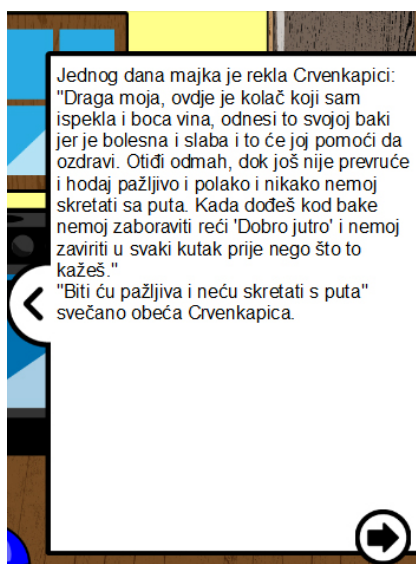 Jednog dana majka je rekla Crvenkapici:
"Draga moja, ovdje je kolač koji sam
ispekla i boca vina, odnesi to svojoj baki
jer je bolesna i slaba i to će joj pomoći da
ozdravi. Otiđi odmah, dok još nije prevruće
i hodaj pažljivo i polako i nikako nemoj
skretati sa puta. Kada dođeš kod bake
nemoj zaboraviti reći 'Dobro jutro' i nemoj
zaviriti u svaki kutak prije nego što to
kažeš."
"Biti ću pažljiva i neću skretati s puta"
svečano obeća Crvenkapica.